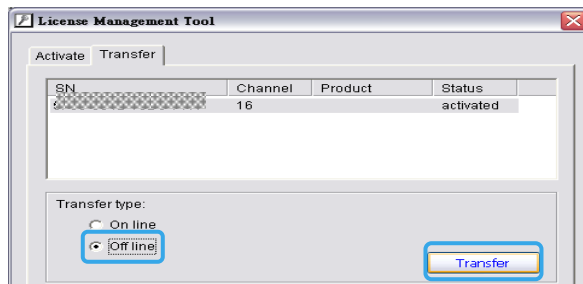 License Management Tool
Activate Transfer
SN Channel Product Status
16 activated
Transfer type:
On line
Off line
Transfer